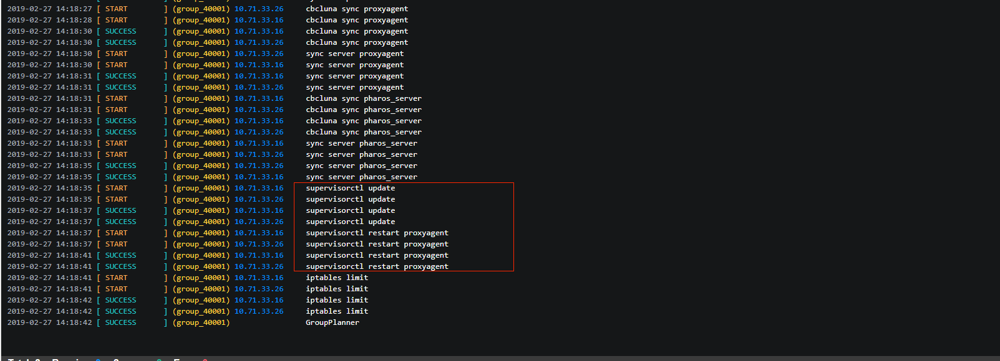 2019-02-27 14:18:27 [ START ] (group_40001) 10.71.33.26 cbcluna sync proxyagent
2019-02-27 14:18:28 [ START ] (group_40001) 10.71.33.16 cbcluna sync proxyagent
2019-02-27 14:18:30 [ SUCCESS ] (group_40001) 10.71.33.16 cbcluna sync proxyagent
2019-02-27 14:18:30 [ SUCCESS ] (group_40001) 10.71.33.26 cbcluna sync proxyagent
2019-02-27 14:18:30 [ START ] (group_40001) 10.71.33.26 sync server proxyagent
2019-02-27 14:18:30 [ START ] (group_40001) 10.71.33.16 sync server proxyagent
2019-02-27 14:18:31 [ SUCCESS ] (group_40001) 10.71.33.16 sync server proxyagent
2019-02-27 14:18:31 [ SUCCESS ] (group_40001) 10.71.33.26 sync server proxyagent
2019-02-27 14:18:31 [ START ] (group_40001) 10.71.33.16 cbcluna sync pharos_server
2019-02-27 14:18:31 [ START ] (group_40001) 10.71.33.26 cbcluna sync pharos_server
2019-02-27 14:18:33 [ SUCCESS ] (group_40001) 10.71.33.16 cbcluna sync pharos_server
2019-02-27 14:18:33 [ SUCCESS ] (group_40001) 10.71.33.26 cbcluna sync pharos_server
2019-02-27 14:18:33 [ START ] (group_40001) 10.71.33.16 sync server pharos_server
2019-02-27 14:18:33 [ START ] (group_40001) 10.71.33.26 sync server pharos_server
2019-02-27 14:18:35 [ SUCCESS ] (group_40001) 10.71.33.26 sync server pharos_server
2019-02-27 14:18:35 [ SUCCESS ] (group_40001) 10.71.33.16 sync server pharos_server
2019-02-27 14:18:35 [ START ] (group_40001) 10.71.33.16 supervisorctl update
2019-02-27 14:18:35 [ START ] (group_40001) 10.71.33.26 supervisorctl update
2019-02-27 14:18:37 [ SUCCESS ] (group_40001) 10.71.33.16 supervisorctl update
2019-02-27 14:18:37 [ SUCCESS ] (group_40001) 10.71.33.26 supervisorctl update
2019-02-27 14:18:37 [ START ] (group_40001) 10.71.33.16 supervisorctl restart proxyagent
2019-02-27 14:18:37 [ START ] (group_40001) 10.71.33.26 supervisorctl restart proxyagent
2019-02-27 14:18:41 [ SUCCESS ] (group_40001) 10.71.33.16 supervisorctl restart proxyagent
2019-02-27 14:18:41 [ SUCCESS ] (group_40001) 10.71.33.26 supervisorctl restart proxyagent
2019-02-27 14:18:41 [ START ] (group_40001) 10.71.33.16 iptables limit
2019-02-27 14:18:41 [ START ] (group_40001) 10.71.33.26 iptables limit
2019-02-27 14:18:42 [ SUCCESS ] (group_40001) 10.71.33.16 iptables limit
2019-02-27 14:18:42 [ SUCCESS ] (group_40001) 10.71.33.26 iptables limit
2019-02-27 14:18:42 [ SUCCESS ] (group_40001) GroupPlanner